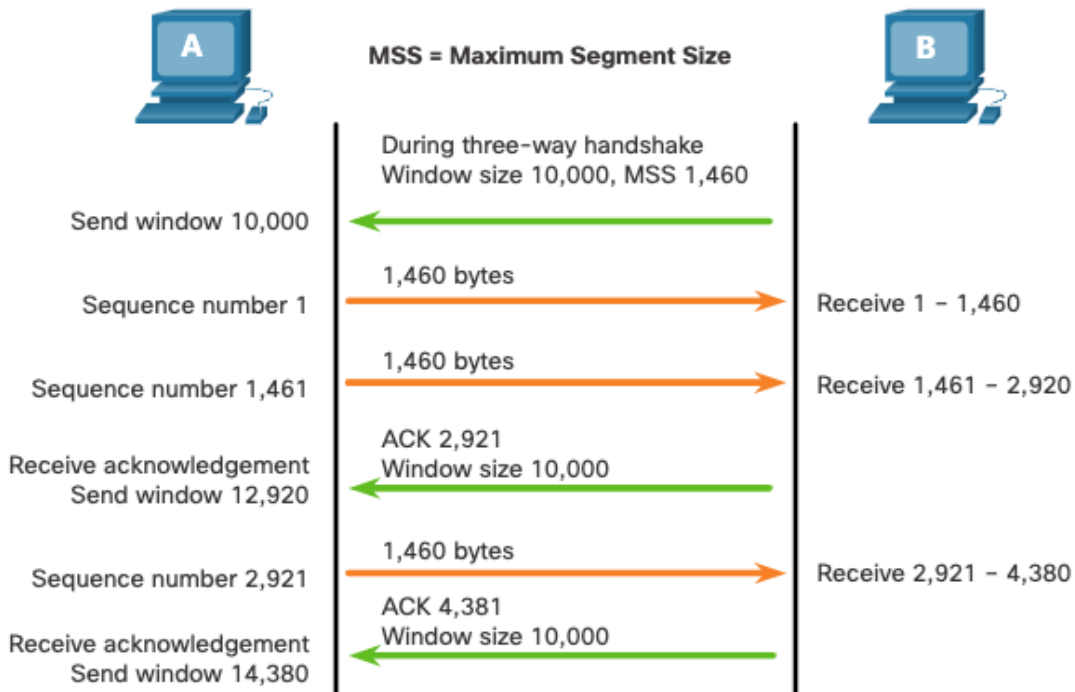 A
B
MSS = Maximum Segment Size
During three-way handshake
Window size 10,000, MSS 1,460
Send window 10,000
1,460 bytes
Sequence number 1
Receive 1 – 1,460
1,460 bytes
Sequence number 1,461
Receive 1,461 – 2,920
ACK 2,921
Window size 10,000
Receive acknowledgement
Send window 12,920
1,460 bytes
Sequence number 2,921
Receive 2,921 – 4,380
ACK 4,381
Window size 10,000
Receive acknowledgement
Send window 14,380